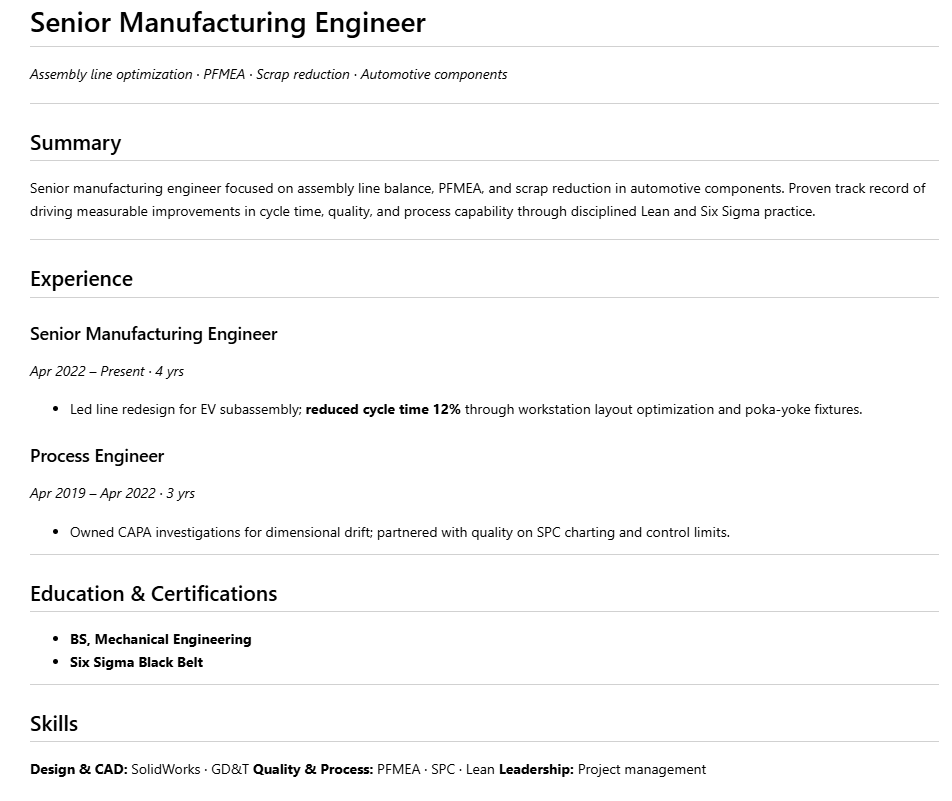 Senior Manufacturing Engineer
Assembly line optimization · PFMEA · Scrap reduction · Automotive components
Summary
Senior manufacturing engineer focused on assembly line balance, PFMEA, and scrap reduction in automotive components. Proven track record of
driving measurable improvements in cycle time, quality, and process capability through disciplined Lean and Six Sigma practice.
Experience
Senior Manufacturing Engineer
Apr 2022 – Present · 4 yrs
• Led line redesign for EV subassembly; reduced cycle time 12% through workstation layout optimization and poka-yoke fixtures.
Process Engineer
Apr 2019 – Apr 2022 · 3 yrs
• Owned CAPA investigations for dimensional drift; partnered with quality on SPC charting and control limits.
Education & Certifications
• BS, Mechanical Engineering
• Six Sigma Black Belt
Skills
Design & CAD: SolidWorks · GD&T Quality & Process: PFMEA · SPC · Lean Leadership: Project management